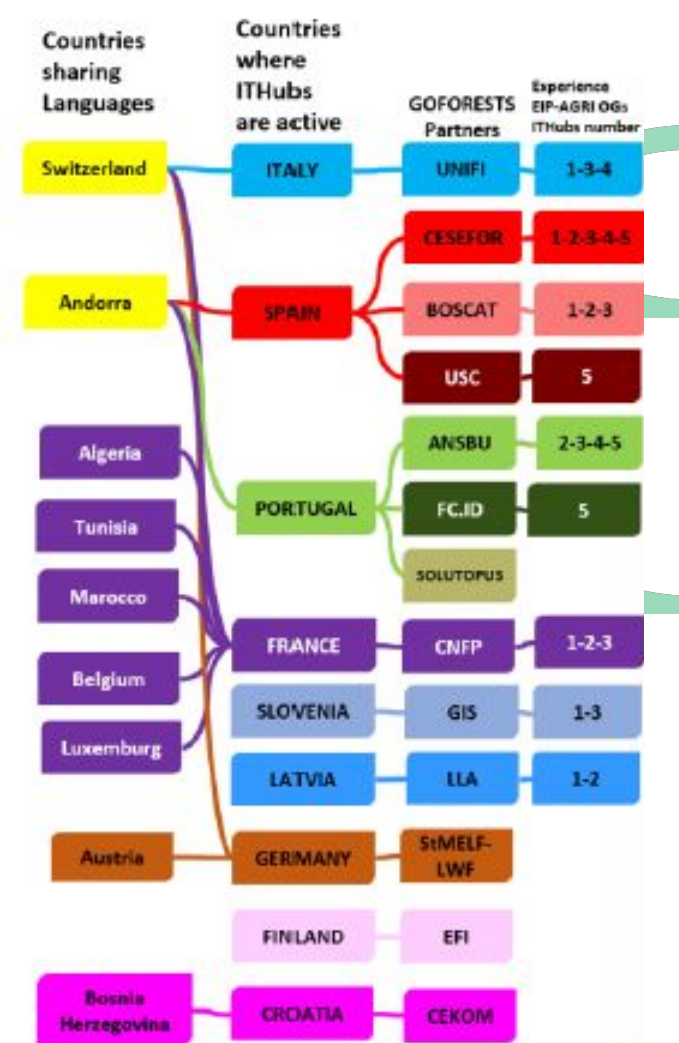 Countries
sharing
Languages
Countries
where
ITHubs
are active
GOFORESTS
Partners
Experience
EIP-AGRI OGs
ITHubs number
Switzerland
ITALY
UNIFI
1-3-4
CESEFOR
1-2-3-4-5
Andorra
SPAIN
BOSCAT
1-2-3
USC
5
Algeria
ANSBU
2-3-4-5
Tunisia
PORTUGAL
FC.ID
5
SOLUTOPUS
Marocco
FRANCE
CNFP
1-2-3
Belgium
SLOVENIA
GIS
1-3
Luxemburg
LATVIA
LLA
1-2
Austria
GERMANY
StMELF-
LWF
FINLAND
EFI
Bosnia
Herzegovina
CROATIA
CEKOM